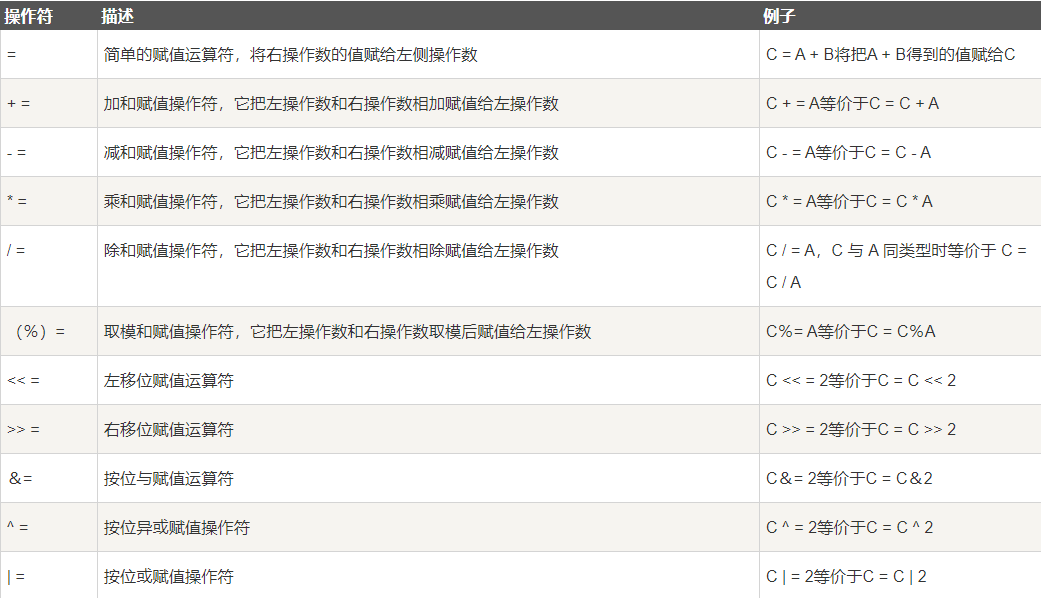 操作符 描述 例子
= 简单的赋值运算符，将右操作数的值赋给左侧操作数 C = A + B将把A + B得到的值赋给C
+ = 加和赋值操作符，它把左操作数和右操作数相加赋值给左操作数 C + = A等价于C = C + A
- = 减和赋值操作符，它把左操作数和右操作数相减赋值给左操作数 C - = A等价于C = C - A
* = 乘和赋值操作符，它把左操作数和右操作数相乘赋值给左操作数 C * = A等价于C = C * A
/ = 除和赋值操作符，它把左操作数和右操作数相除赋值给左操作数 C / = A，C 与 A 同类型时等价于 C =
C / A
（%）= 取模和赋值操作符，它把左操作数和右操作数取模后赋值给左操作数 C％= A等价于C = C％A
<< = 左移位赋值运算符 C << = 2等价于C = C << 2
>> = 右移位赋值运算符 C >> = 2等价于C = C >> 2
＆= 按位与赋值运算符 C＆= 2等价于C = C＆2
^ = 按位异或赋值操作符 C ^ = 2等价于C = C ^ 2
| = 按位或赋值操作符 C | = 2等价于C = C | 2